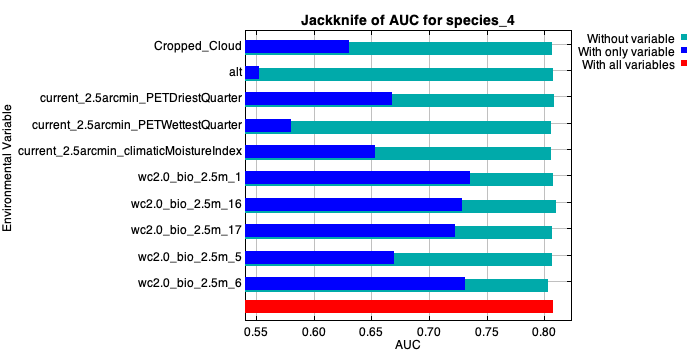 Jackknife of AUC for species_4
Without variable
With only variable
With all variables
Environmental Variable
Cropped_Cloud
alt
current_2.5arcmin_PETDriestQuarter
current_2.5arcmin_PETWettestQuarter
current_2.5arcmin_climaticMoistureIndex
wc2.0_bio_2.5m_1
wc2.0_bio_2.5m_16
wc2.0_bio_2.5m_17
wc2.0_bio_2.5m_5
wc2.0_bio_2.5m_6
0.55 0.60 0.65 0.70 0.75 0.80
AUC